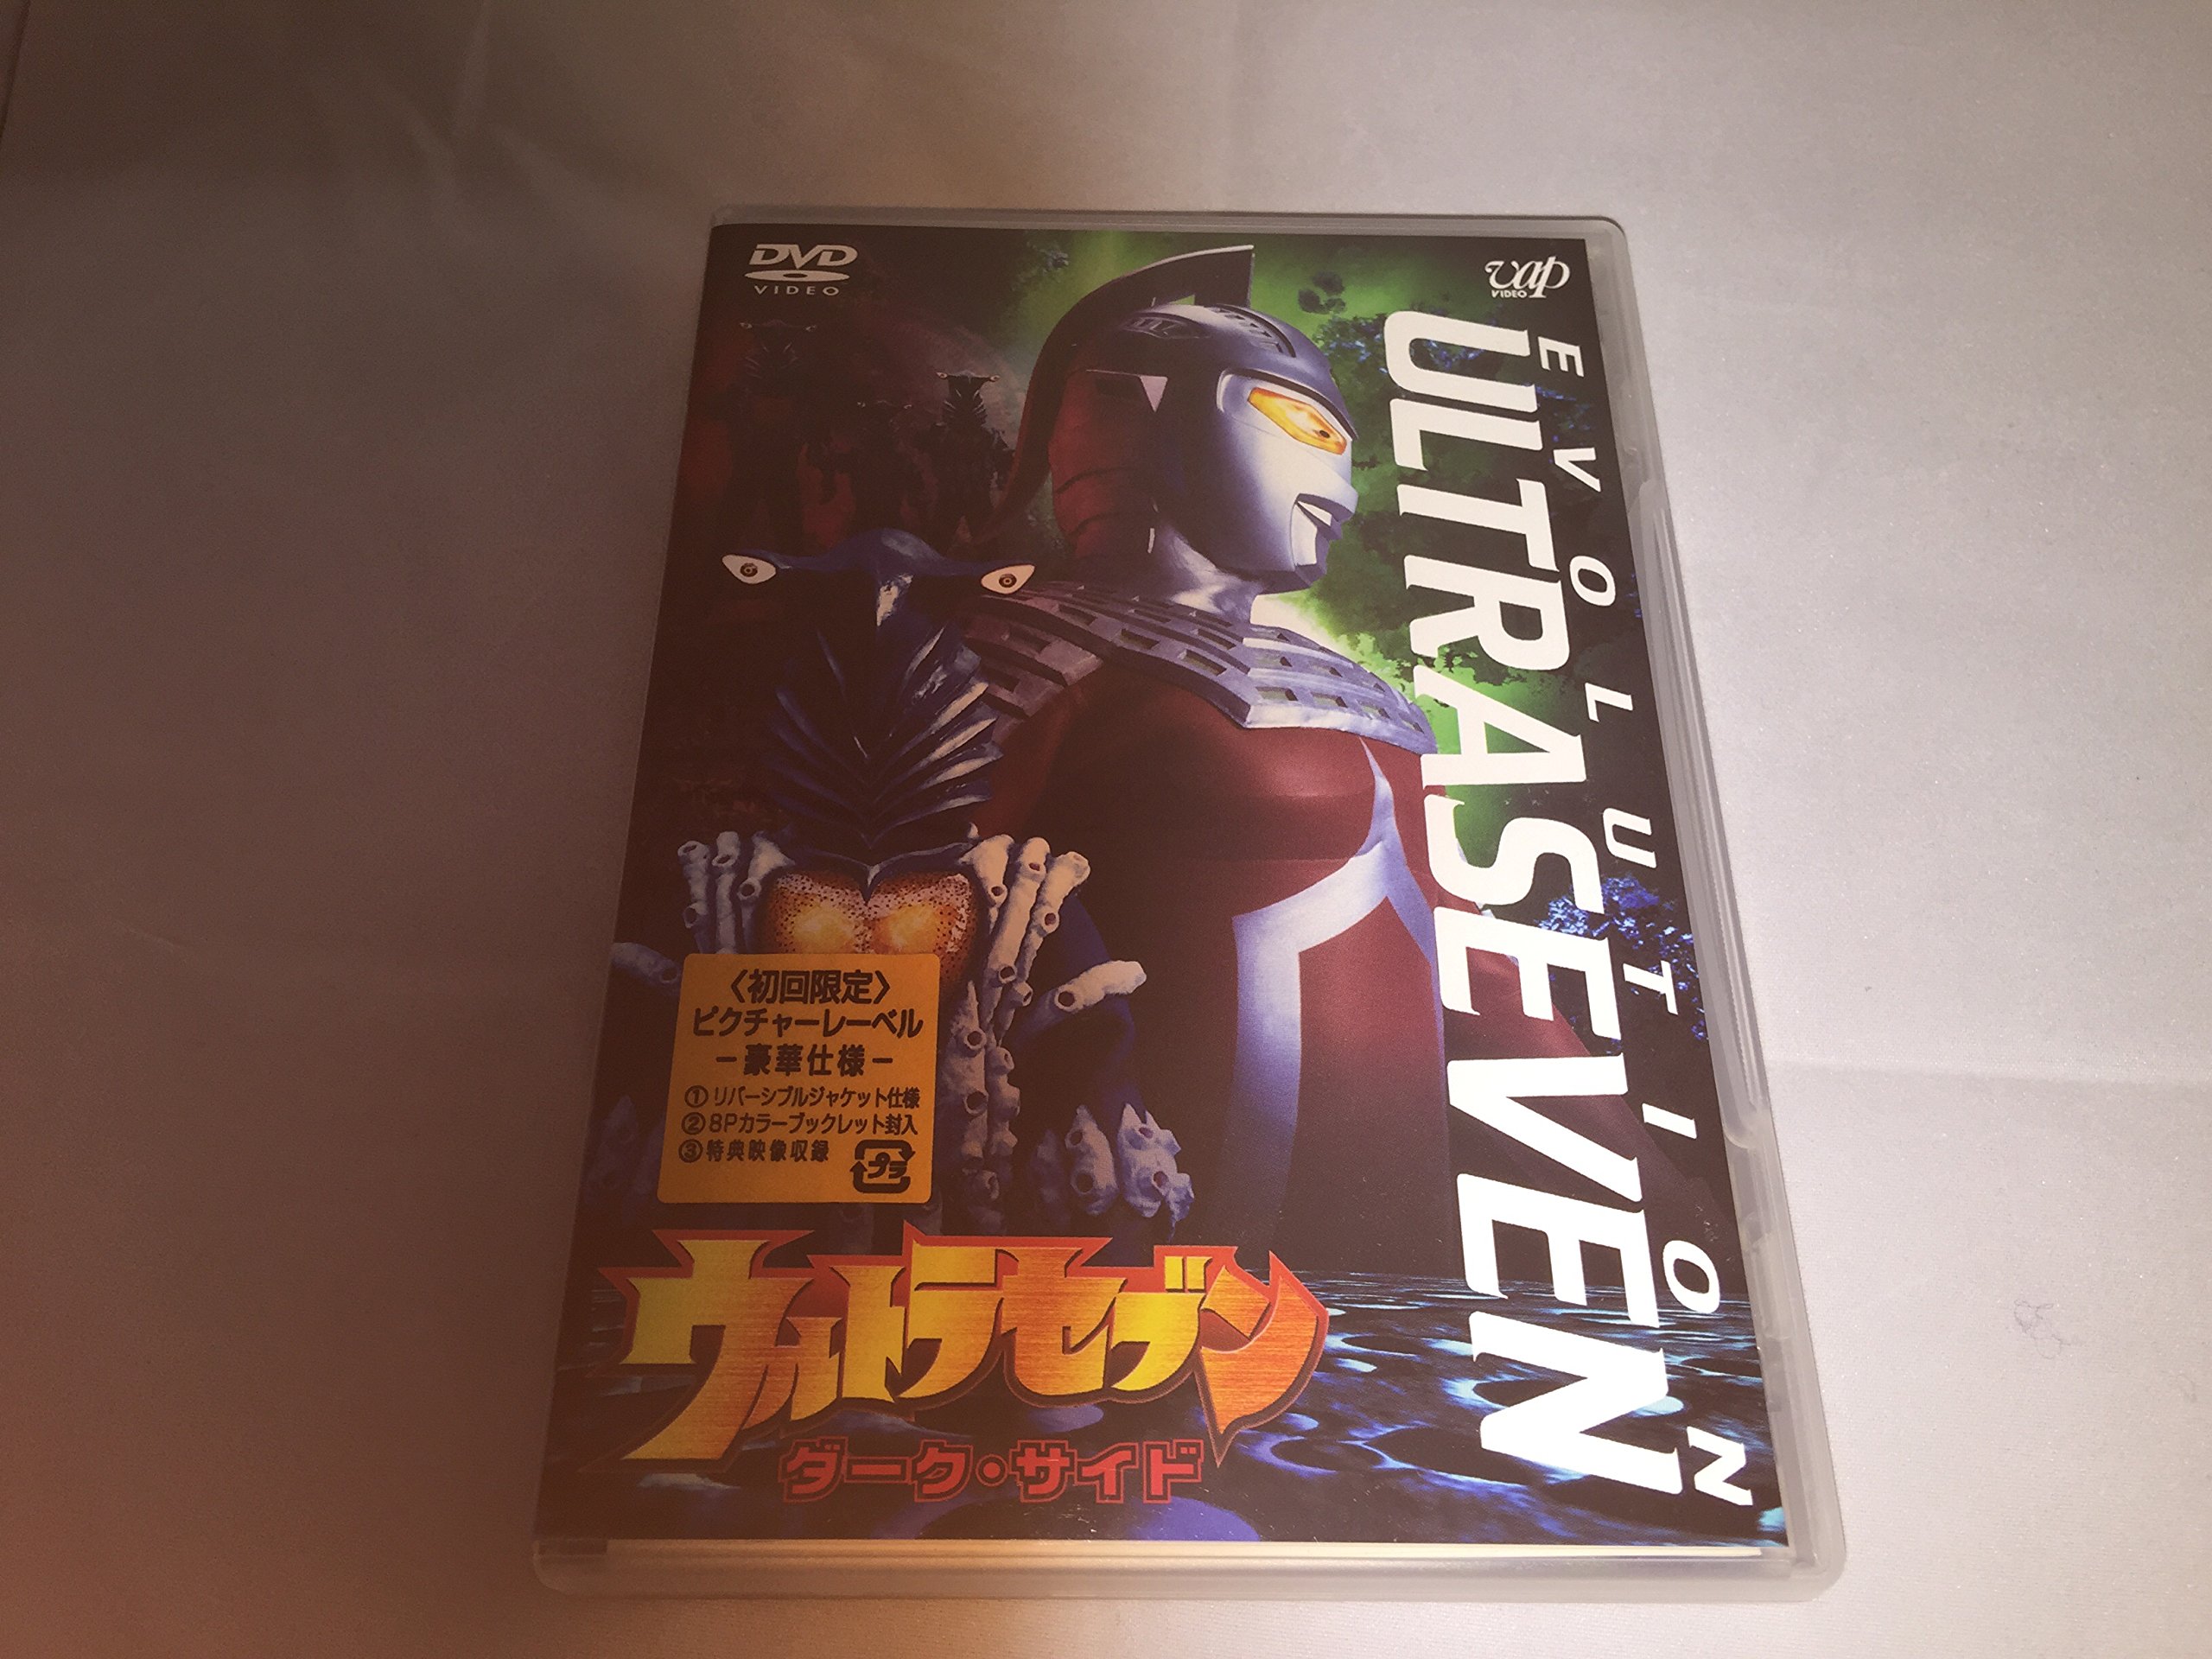 DVD
VIDEO
vap
VIDEO
EVOLUTION
ULTRASEVEN
〈初回限定〉
ピクチャーレーベル
－豪華仕様－
①リバーシブルジャケット仕様
②8Pカラーブックレット封入
③特典映像収録
プラ
ウルトラセブン
ダーク・サイド